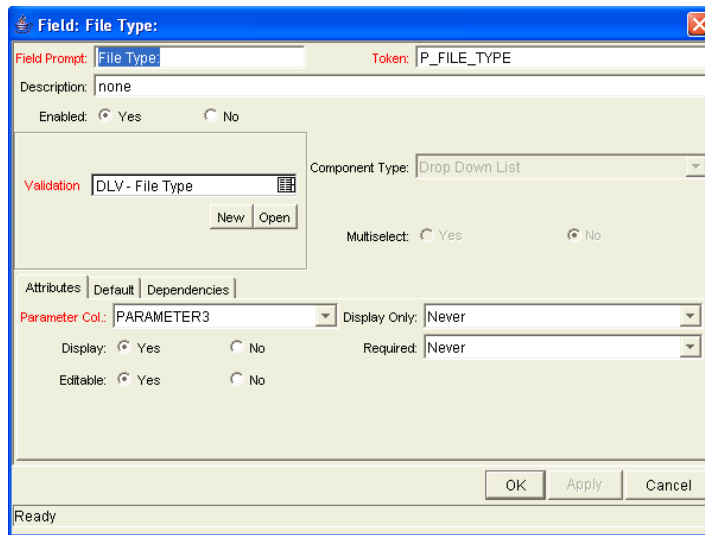 Field: File Type:
Field Prompt: File Type: Token: P_FILE_TYPE
Description: none
Enabled: Yes No
Validation DLV - File Type
New Open
Component Type: Drop Down List
Multiselect: Yes No
Attributes Default Dependencies
Parameter Col.: PARAMETER3 Display Only: Never
Display: Yes No Required: Never
Editable: Yes No
OK Apply Cancel
Ready